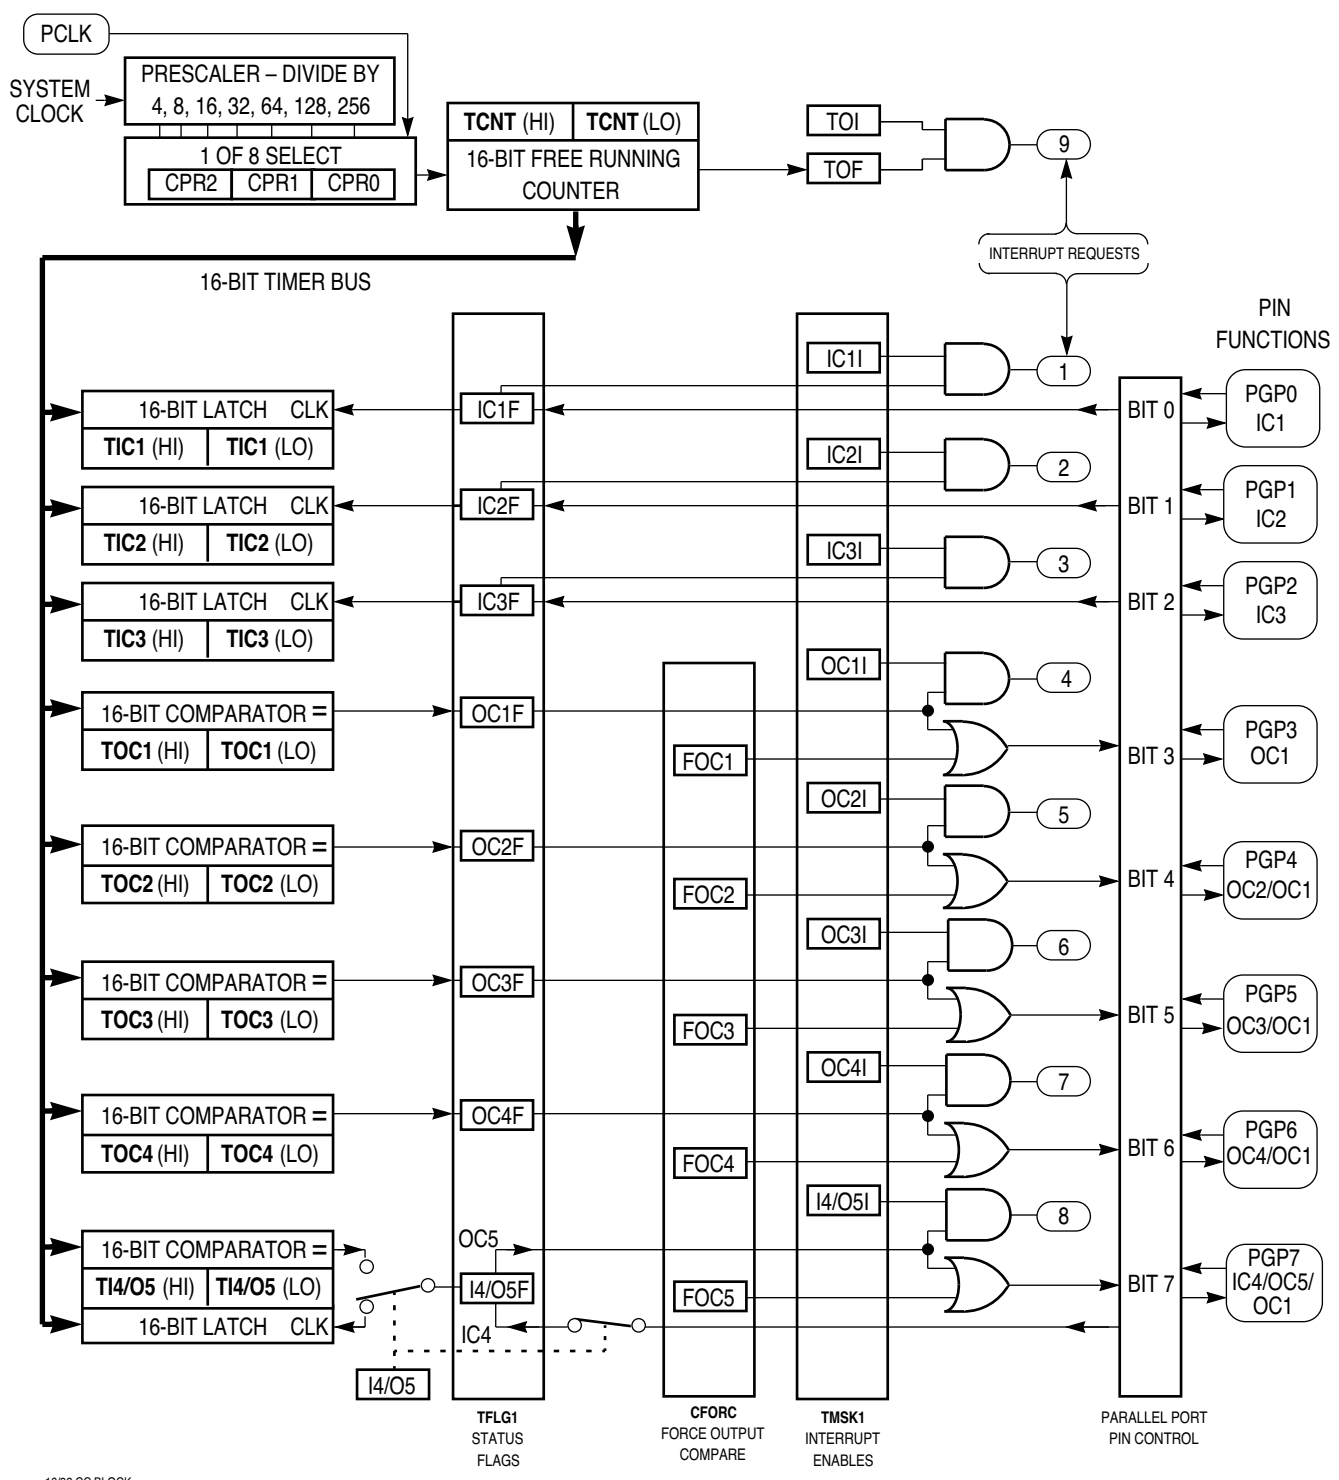 PCLK
SYSTEM
CLOCK
PRESCALER – DIVIDE BY
4, 8, 16, 32, 64, 128, 256
1 OF 8 SELECT
CPR2 CPR1 CPR0
TCNT (HI) TCNT (LO)
16-BIT FREE RUNNING
COUNTER
TOI
TOF
9
INTERRUPT REQUESTS
16-BIT TIMER BUS
PIN
FUNCTIONS
IC1I
1
16-BIT LATCH CLK
TIC1 (HI) TIC1 (LO)
IC1F
BIT 0
PGP0
IC1
IC2I
2
16-BIT LATCH CLK
TIC2 (HI) TIC2 (LO)
IC2F
BIT 1
PGP1
IC2
IC3I
3
16-BIT LATCH CLK
TIC3 (HI) TIC3 (LO)
IC3F
BIT 2
PGP2
IC3
OC1I
4
16-BIT COMPARATOR =
TOC1 (HI) TOC1 (LO)
OC1F
FOC1
BIT 3
PGP3
OC1
OC2I
5
16-BIT COMPARATOR =
TOC2 (HI) TOC2 (LO)
OC2F
FOC2
BIT 4
PGP4
OC2/OC1
OC3I
6
16-BIT COMPARATOR =
TOC3 (HI) TOC3 (LO)
OC3F
FOC3
BIT 5
PGP5
OC3/OC1
OC4I
7
16-BIT COMPARATOR =
TOC4 (HI) TOC4 (LO)
OC4F
FOC4
BIT 6
PGP6
OC4/OC1
I4/O5I
8
16-BIT COMPARATOR =
TI4/O5 (HI) TI4/O5 (LO)
16-BIT LATCH CLK
OC5
I4/O5F
IC4
FOC5
BIT 7
PGP7
IC4/OC5/
OC1
I4/O5
TFLG1
STATUS
FLAGS
CFORC
FORCE OUTPUT
COMPARE
TMSK1
INTERRUPT
ENABLES
PARALLEL PORT
PIN CONTROL